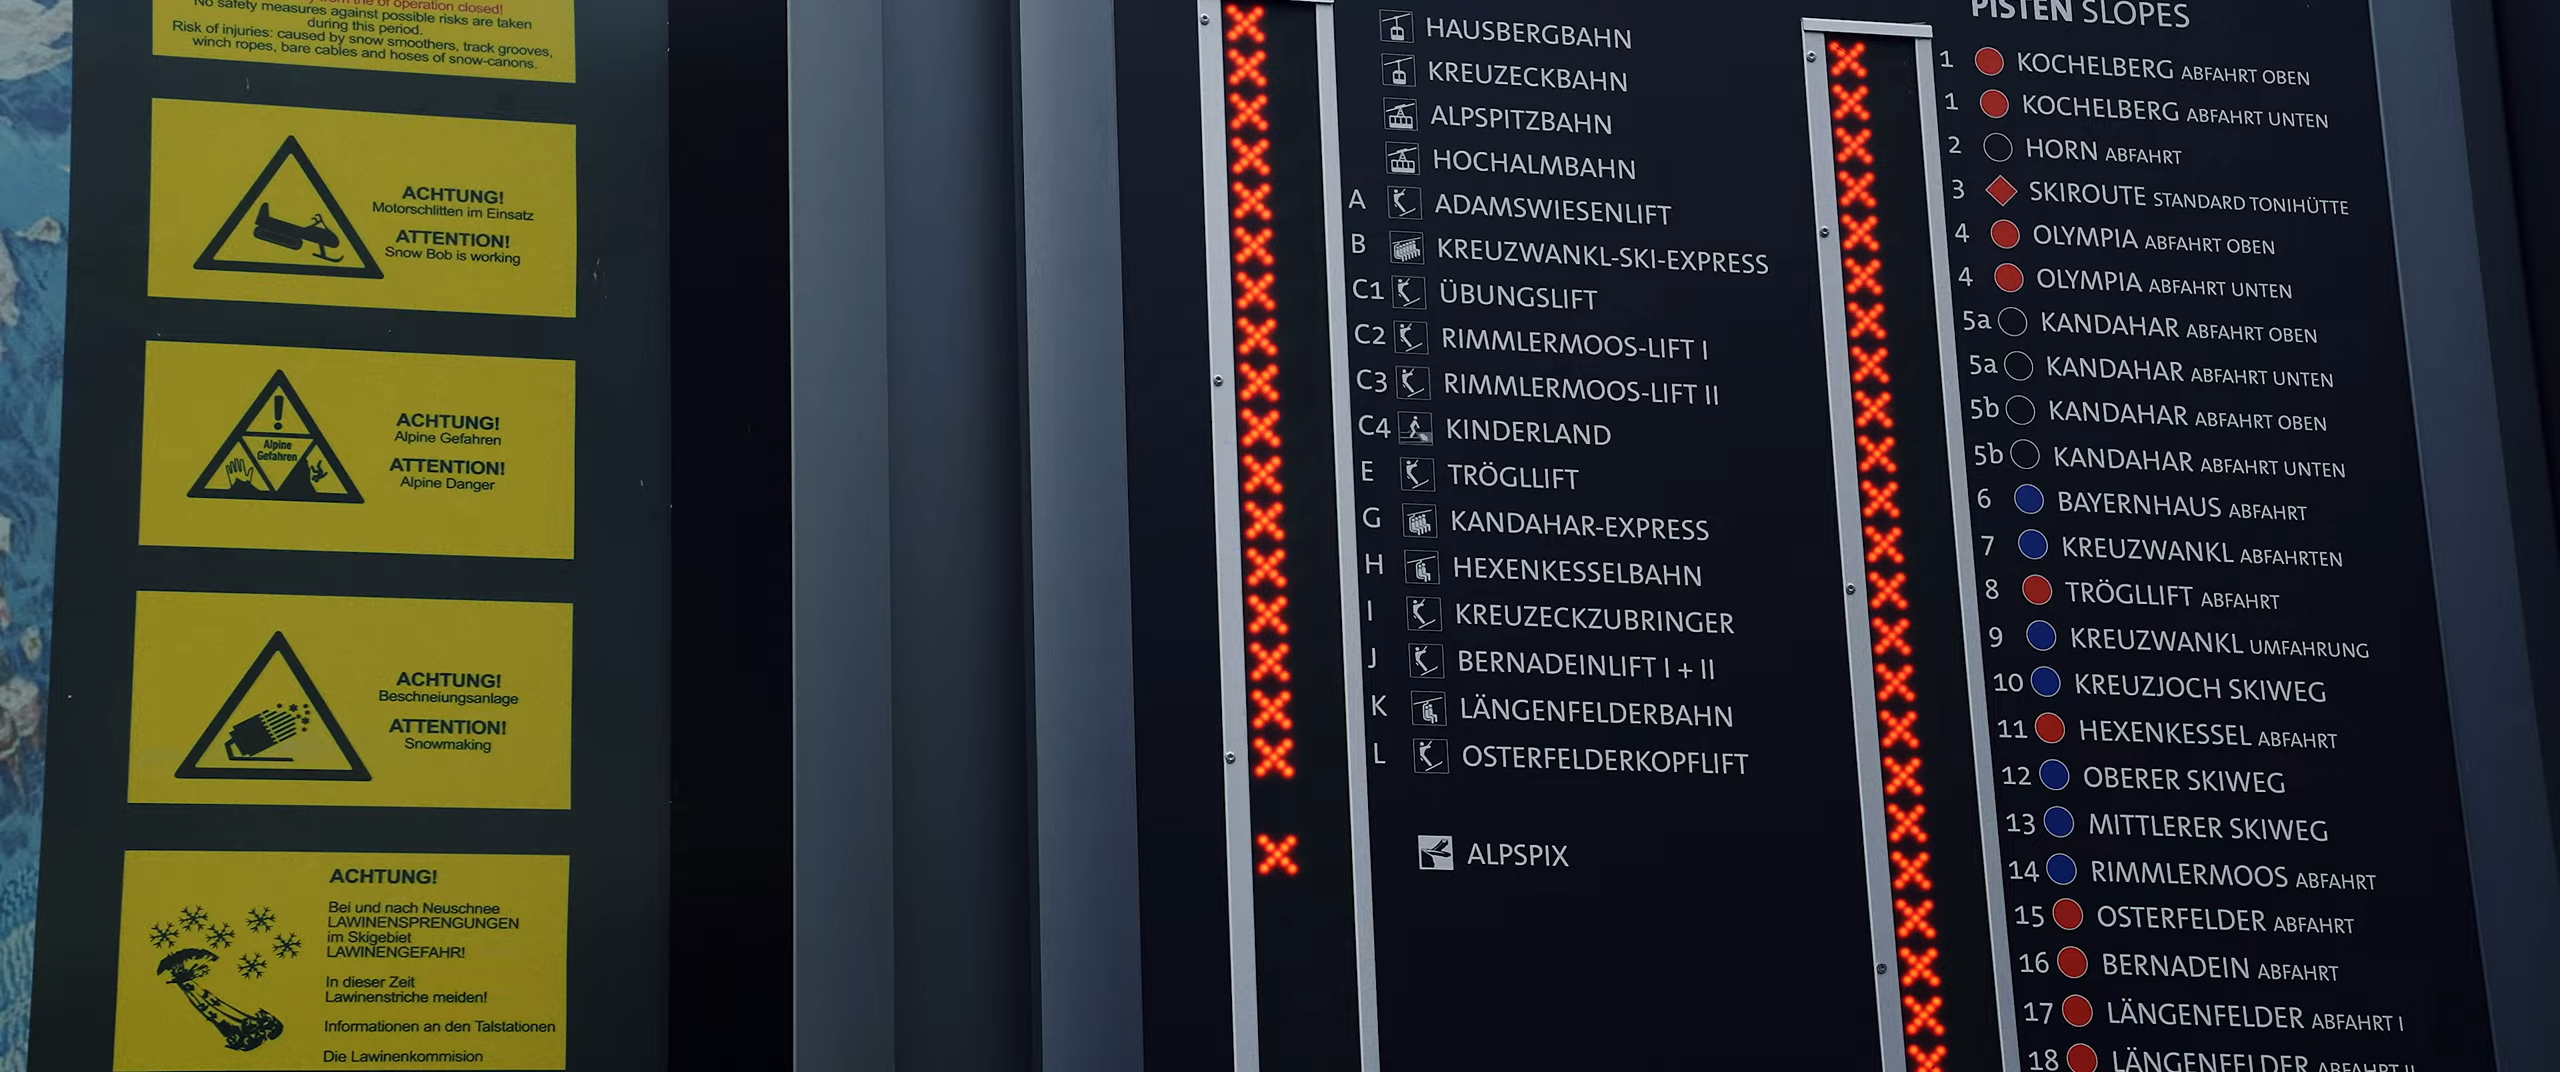 No safety measures against possible risks are taken
during this period.
Risk of injuries: caused by snow smoothers, track grooves,
winch ropes, bare cables and hoses of snow-canons.
ACHTUNG!
Motorschlitten im Einsatz
ATTENTION!
Snow Bob is working
Alpine
Gefahren
ACHTUNG!
Alpine Gefahren
ATTENTION!
Alpine Danger
ACHTUNG!
Beschneiungsanlage
ATTENTION!
Snowmaking
ACHTUNG!
Bei und nach Neuschnee
LAWINENSPRENGUNGEN
im Skigebiet
LAWINENGEFAHR!
In dieser Zeit
Lawinenstriche meiden!
Informationen an den Talstationen
Die Lawinenkommision
HAUSBERGBAHN
KREUZECKBAHN
ALPSPITZBAHN
HOCHALMBAHN
A ADAMSWIESENLIFT
B KREUZWANKL-SKI-EXPRESS
C1 ÜBUNGSLIFT
C2 RIMMLERMOOS-LIFT I
C3 RIMMLERMOOS-LIFT II
C4 KINDERLAND
E TRÖGLLIFT
G KANDAHAR-EXPRESS
H HEXENKESSELBAHN
I KREUZECKZUBRINGER
J BERNADEINLIFT I + II
K LÄNGENFELDERBAHN
L OSTERFELDERKOPFLIFT
ALPSPIX
PISTEN SLOPES
1 KOCHELBERG ABFAHRT OBEN
1 KOCHELBERG ABFAHRT UNTEN
2 HORN ABFAHRT
3 SKIROUTE STANDARD TONIHÜTTE
4 OLYMPIA ABFAHRT OBEN
4 OLYMPIA ABFAHRT UNTEN
5a KANDAHAR ABFAHRT OBEN
5a KANDAHAR ABFAHRT UNTEN
5b KANDAHAR ABFAHRT OBEN
5b KANDAHAR ABFAHRT UNTEN
6 BAYERNHAUS ABFAHRT
7 KREUZWANKL ABFAHRTEN
8 TRÖGLLIFT ABFAHRT
9 KREUZWANKL UMFAHRUNG
10 KREUZJOCH SKIWEG
11 HEXENKESSEL ABFAHRT
12 OBERER SKIWEG
13 MITTLERER SKIWEG
14 RIMMLERMOOS ABFAHRT
15 OSTERFELDER ABFAHRT
16 BERNADEIN ABFAHRT
17 LÄNGENFELDER ABFAHRT I
18 LÄNGENFELDER ABFAHRT II